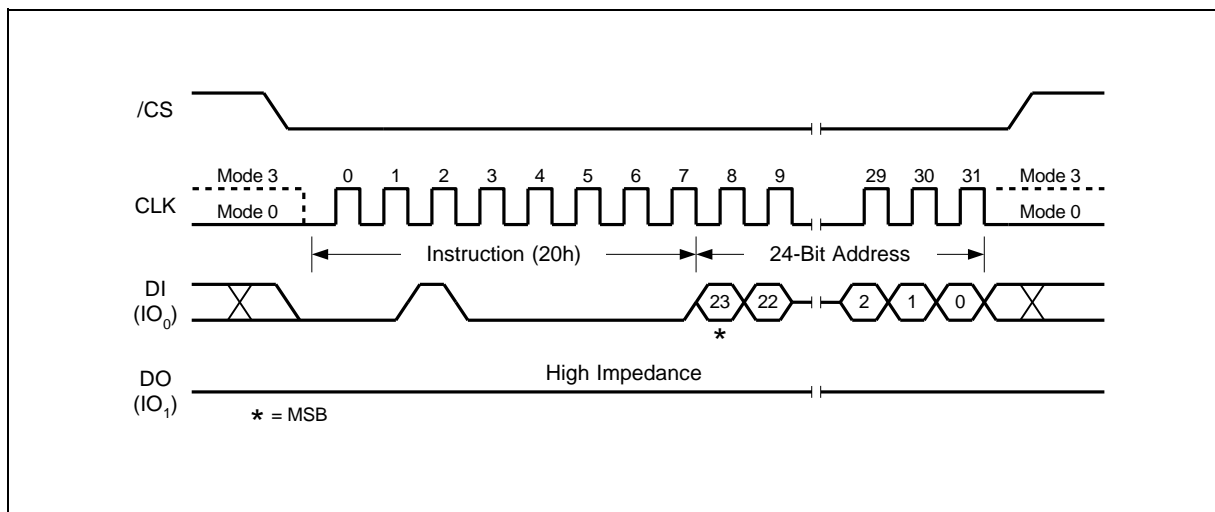 /CS
Mode 3 0 1 2 3 4 5 6 7 8 9 29 30 31 Mode 3
CLK
Mode 0 Mode 0
Instruction (20h) 24-Bit Address
DI
(IO0)
23 22 2 1 0
*
High Impedance
DO
(IO1)
* = MSB